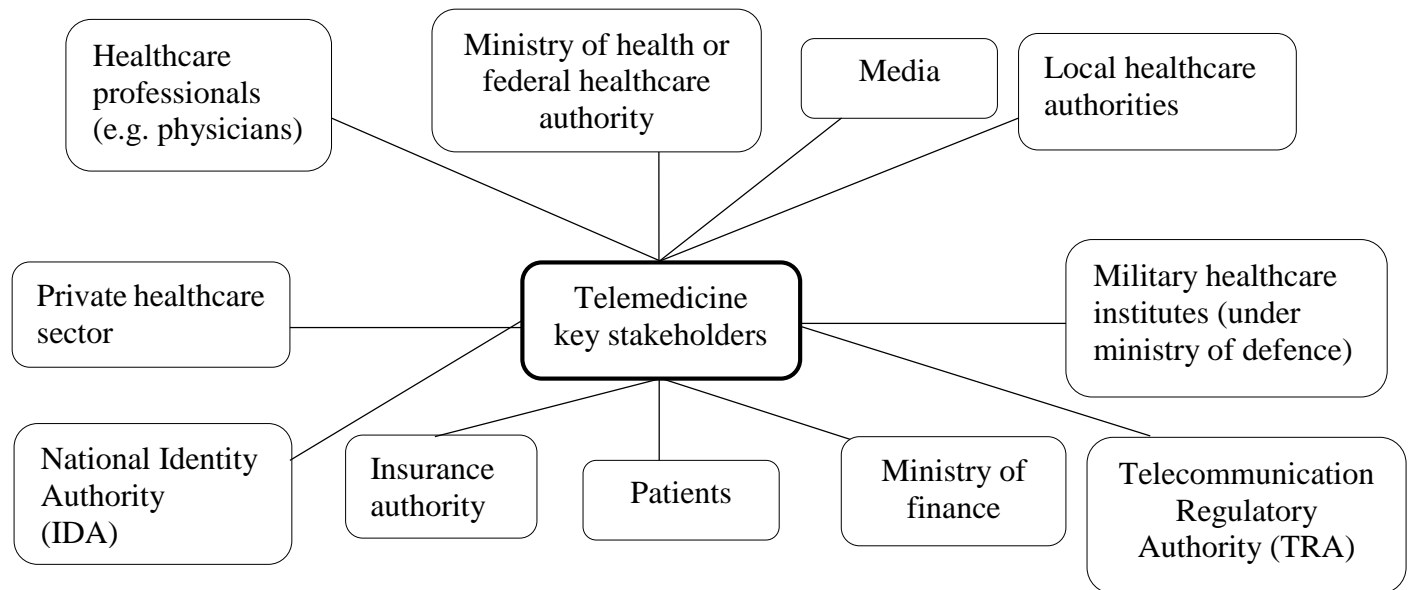 Healthcare
professionals
(e.g. physicians)
Ministry of health or
federal healthcare
authority
Media
Local healthcare
authorities
Private healthcare
sector
Telemedicine
key stakeholders
Military healthcare
institutes (under
ministry of defence)
National Identity
Authority
(IDA)
Insurance
authority
Patients
Ministry of
finance
Telecommunication
Regulatory
Authority (TRA)